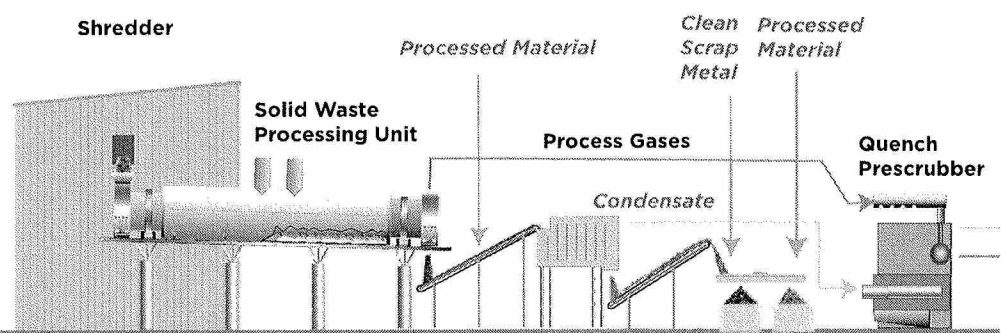 Shredder
Processed Material
Clean
Scrap
Metal
Processed
Material
Solid Waste
Processing Unit
Process Gases
Quench
Prescrubber
Condensate